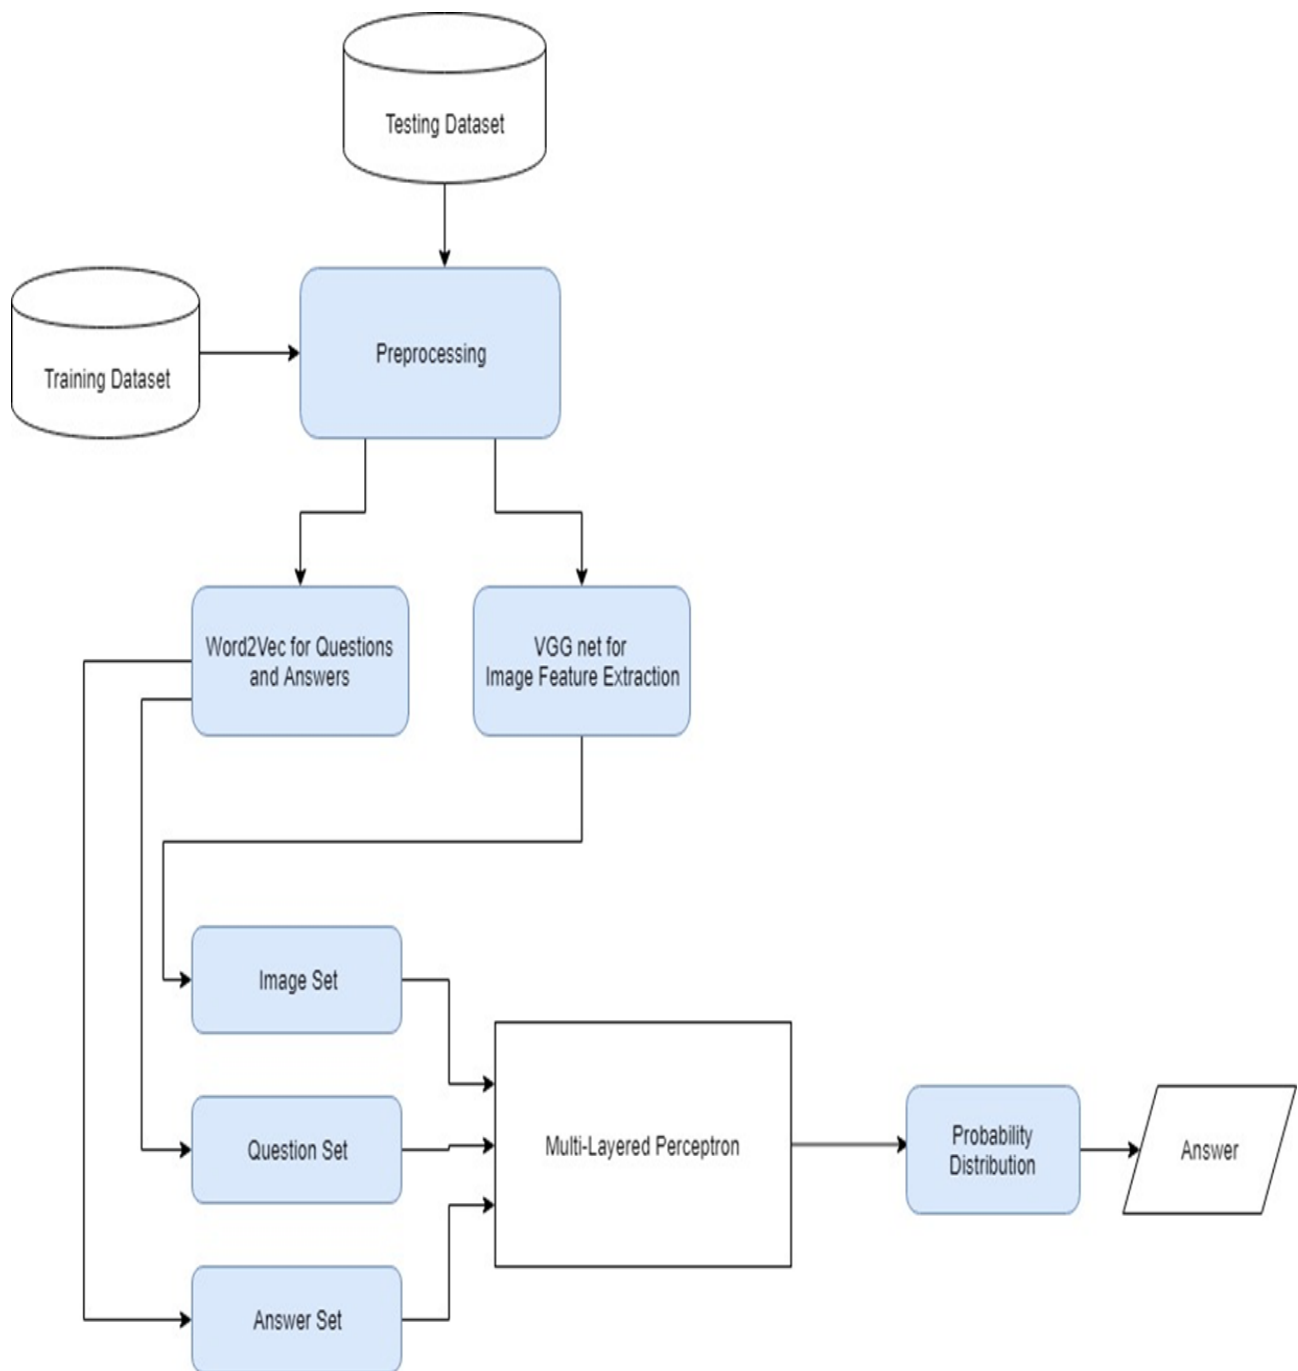 Testing Dataset
Training Dataset
Preprocessing
Word2Vec for Questions
and Answers
VGG net for
Image Feature Extraction
Image Set
Question Set
Answer Set
Multi-Layered Perceptron
Probability
Distribution
Answer